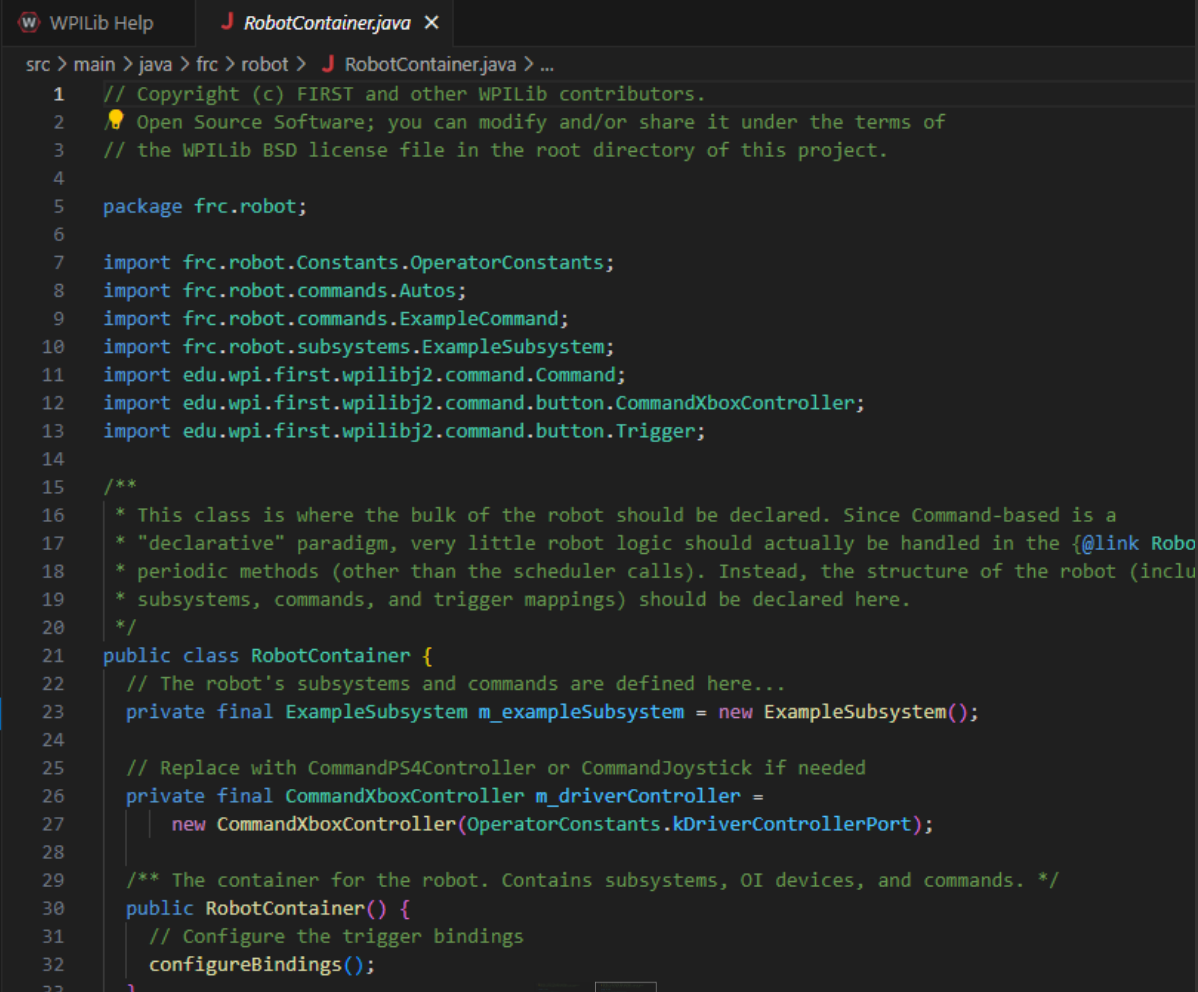 WPILib Help
J RobotContainer.java ✕
src > main > java > frc > robot > J RobotContainer.java > ...
1 // Copyright (c) FIRST and other WPILib contributors.
2 / Open Source Software; you can modify and/or share it under the terms of
3 // the WPILib BSD license file in the root directory of this project.
4
5 package frc.robot;
6
7 import frc.robot.Constants.OperatorConstants;
8 import frc.robot.commands.Autos;
9 import frc.robot.commands.ExampleCommand;
10 import frc.robot.subsystems.ExampleSubsystem;
11 import edu.wpi.first.wpilibj2.command.Command;
12 import edu.wpi.first.wpilibj2.command.button.CommandXboxController;
13 import edu.wpi.first.wpilibj2.command.button.Trigger;
14
15 /**
16 * This class is where the bulk of the robot should be declared. Since Command-based is a
17 * "declarative" paradigm, very little robot logic should actually be handled in the {@link Robo
18 * periodic methods (other than the scheduler calls). Instead, the structure of the robot (inclu
19 * subsystems, commands, and trigger mappings) should be declared here.
20 */
21 public class RobotContainer {
22 // The robot's subsystems and commands are defined here...
23 private final ExampleSubsystem m_exampleSubsystem = new ExampleSubsystem();
24
25 // Replace with CommandPS4Controller or CommandJoystick if needed
26 private final CommandXboxController m_driverController =
27 new CommandXboxController(OperatorConstants.kDriverControllerPort);
28
29 /** The container for the robot. Contains subsystems, OI devices, and commands. */
30 public RobotContainer() {
31 // Configure the trigger bindings
32 configureBindings();
33 }